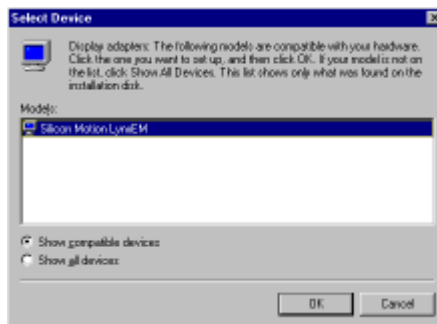 Select Device
Display adapters: The following models are compatible with your hardware.
Click the one you want to set up, and then click OK. If your model is not on
the list, click Show All Devices. This list shows only what was found on the
installation disk.
Models:
Silicon Motion LynxEM
Show compatible devices
Show all devices
OK
Cancel